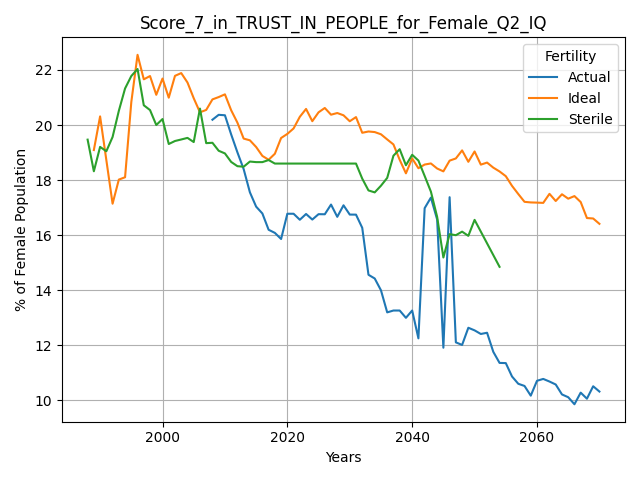 Score_7_in_TRUST_IN_PEOPLE_for_Female_Q2_IQ
Fertility
Actual
Ideal
Sterile
% of Female Population
22
20
18
16
14
12
10
2000
2020
2040
2060
Years